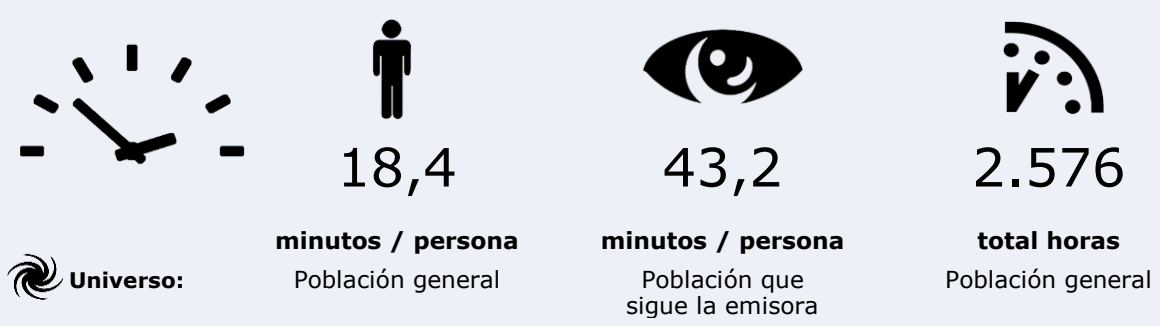 18,4
43,2
2.576
minutos / persona
minutos / persona
total horas
Universo:
Población general
Población que
sigue la emisora
Población general